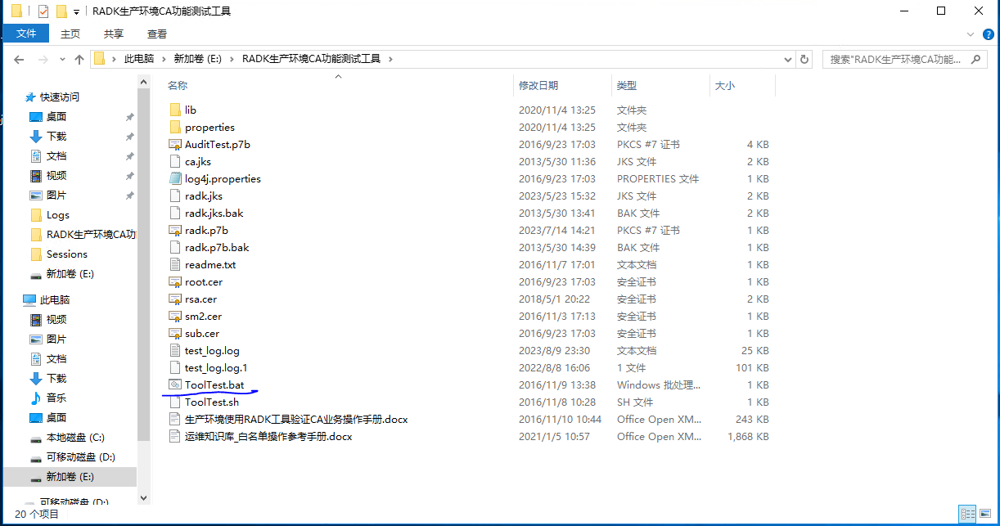 RADK生产环境CA功能测试工具
文件 主页 共享 查看
此电脑 新加卷 (E:) RADK生产环境CA功能测试工具 搜索"RADK生产环境CA功能...
名称 修改日期 类型 大小
快速访问
桌面
下载
文档
视频
图片
Logs
RADK生产环境CA功
Sessions
新加卷 (E:)
此电脑
视频
图片
文档
下载
音乐
桌面
本地磁盘 (C:)
可移动磁盘 (D:)
新加卷 (E:)
可移动磁盘 (D:)
lib 2020/11/4 13:25 文件夹
properties 2020/11/4 13:25 文件夹
AuditTest.p7b 2016/9/23 17:03 PKCS #7 证书 4 KB
ca.jks 2013/5/30 11:36 JKS 文件 2 KB
log4j.properties 2016/9/23 17:03 PROPERTIES 文件 1 KB
radk.jks 2023/5/23 15:32 JKS 文件 2 KB
radk.jks.bak 2013/5/30 13:41 BAK 文件 2 KB
radk.p7b 2023/7/14 14:21 PKCS #7 证书 1 KB
radk.p7b.bak 2013/5/30 14:39 BAK 文件 1 KB
readme.txt 2016/11/7 17:01 文本文档 1 KB
root.cer 2016/9/23 17:03 安全证书 1 KB
rsa.cer 2018/5/1 20:22 安全证书 2 KB
sm2.cer 2016/11/3 17:13 安全证书 1 KB
sub.cer 2016/9/23 17:03 安全证书 1 KB
test_log.log 2023/8/9 23:30 文本文档 25 KB
test_log.log.1 2022/8/8 16:06 1 文件 101 KB
ToolTest.bat 2016/11/9 13:38 Windows 批处理... 1 KB
ToolTest.sh 2016/11/8 10:28 SH 文件 1 KB
生产环境使用RADK工具验证CA业务操作手册.docx 2016/11/10 10:44 Office Open XM... 243 KB
运维知识库_白名单操作参考手册.docx 2021/1/5 10:57 Office Open XM... 1,868 KB
20 个项目